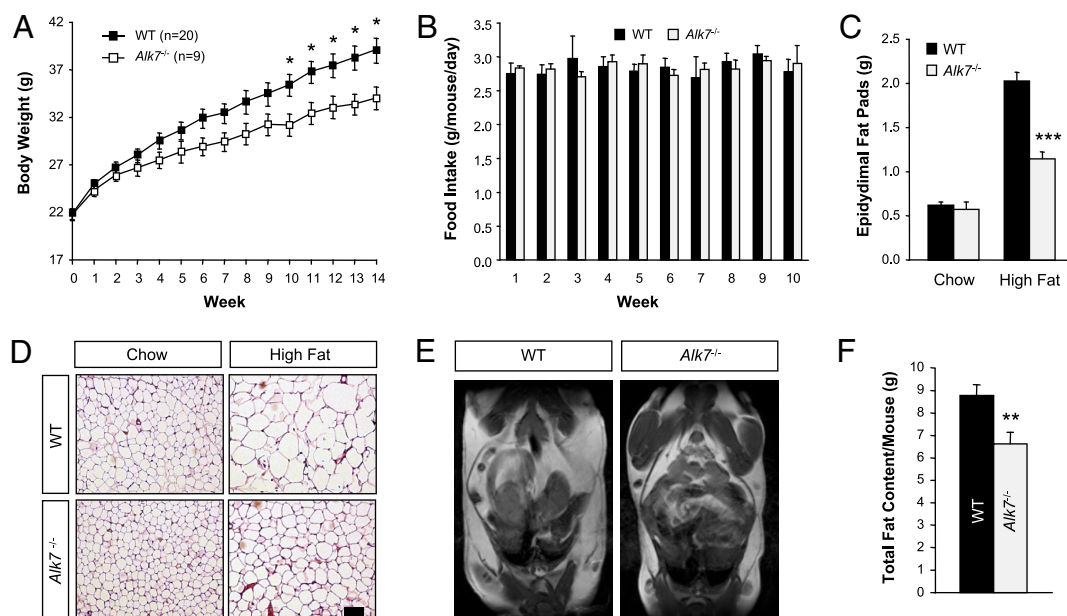 A
42
37
32
27
22
17
Body Weight (g)
WT (n=20)
Alk7-/- (n=9)
* * * * *
0 1 2 3 4 5 6 7 8 9 10 11 12 13 14
Week
B
3.5
3.0
2.5
2.0
1.5
1.0
0.5
0.0
Food Intake (g/mouse/day)
WT Alk7-/-
1 2 3 4 5 6 7 8 9 10
Week
C
2.5
2.0
1.5
1.0
0.5
0.0
Epidydimal Fat Pads (g)
WT
Alk7-/-
***
Chow High Fat
D
Chow High Fat
WT
Alk7 -/-
E
WT Alk7-/-
F
10
9
8
7
6
5
4
3
2
1
0
Total Fat Content/Mouse (g)
**
WT
Alk7-/-